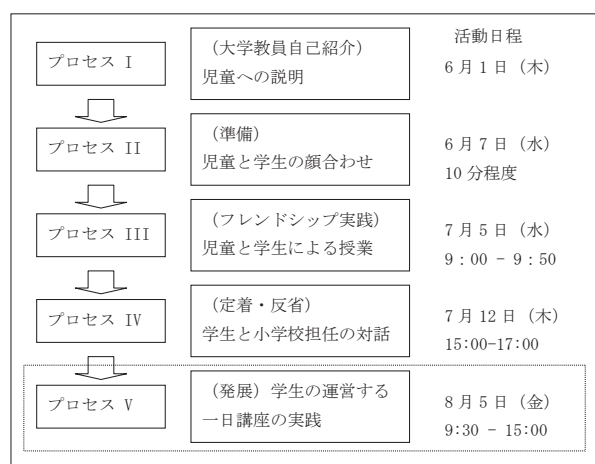 活動日程
プロセス I
（大学教員自己紹介）
児童への説明
6月1日（木）
プロセス II
（準備）
児童と学生の顔合わせ
6月7日（水）
10分程度
プロセス III
（フレンドシップ実践）
児童と学生による授業
7月5日（水）
9：00 － 9：50
プロセス IV
（定着・反省）
学生と小学校担任の対話
7月12日（木）
15:00-17:00
プロセス V
（発展）学生の運営する
一日講座の実践
8月5日（金）
9:30 － 15:00